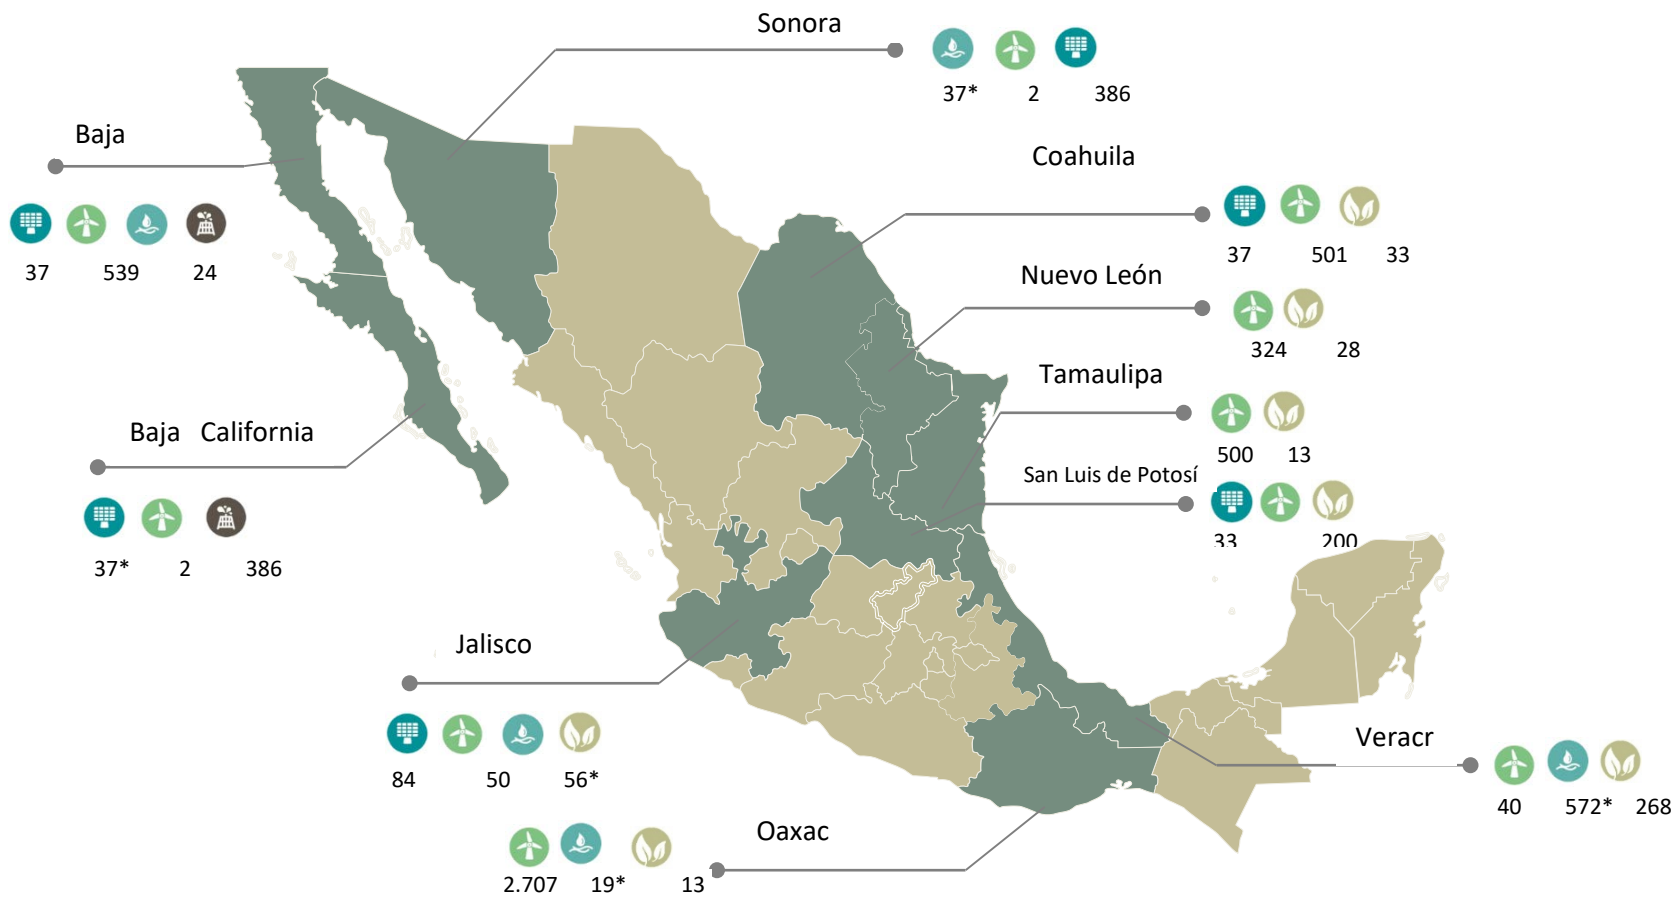 Sonora
37* 2 386
Baja
37 539 24
Coahuila
37 501 33
Nuevo León
324 28
Tamaulipa
500 13
San Luis de Potosí
33 200
Baja California
37* 2 386
Jalisco
84 50 56*
Veracr
40 572* 268
Oaxac
2.707 19* 13